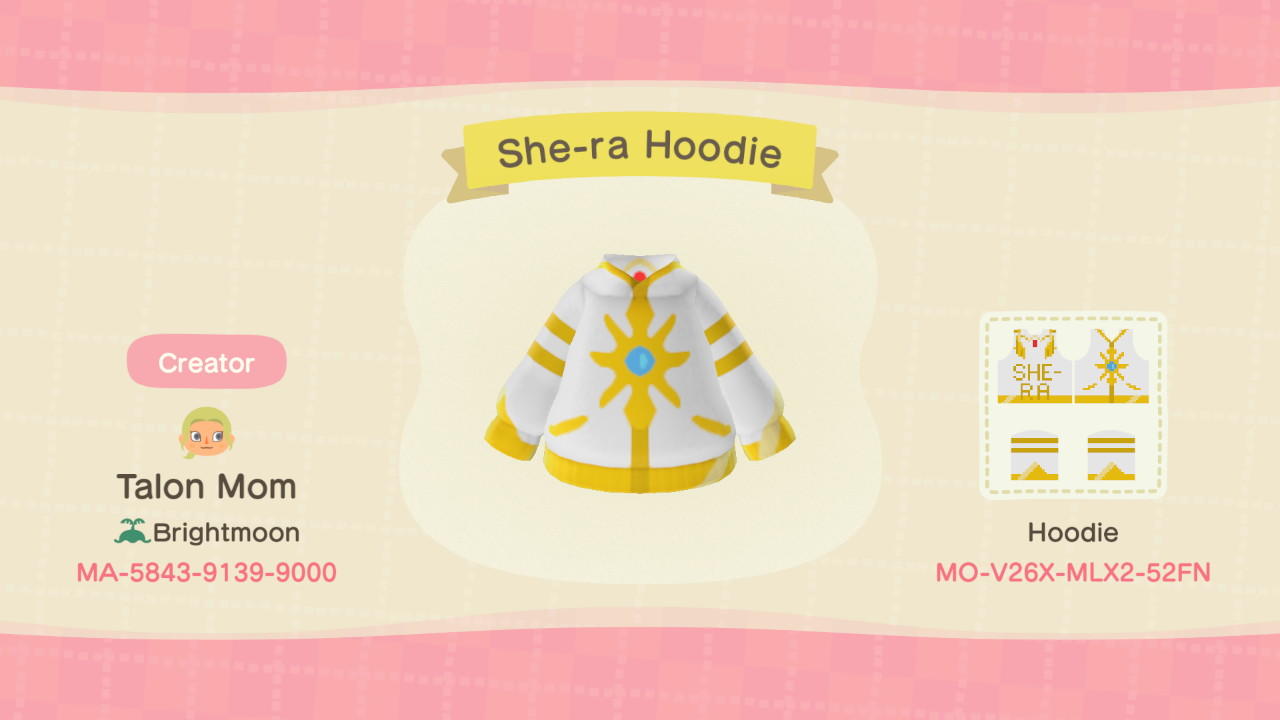 She-ra Hoodie
Creator
Talon Mom
Brightmoon
MA-5843-9139-9000
SHE-
RA
Hoodie
MO-V26X-MLX2-52FN